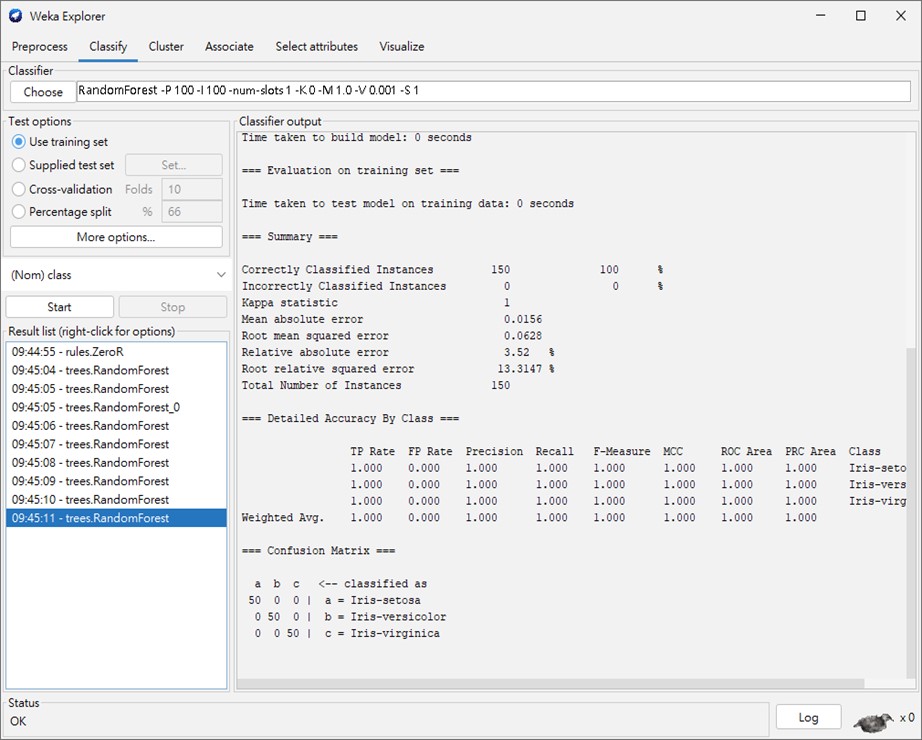 Weka Explorer
Preprocess Classify Cluster Associate Select attributes Visualize
Classifier
Choose RandomForest -P 100 -I 100 -num-slots 1 -K 0 -M 1.0 -V 0.001 -S 1
Test options
Use training set
Supplied test set Set...
Cross-validation Folds 10
Percentage split % 66
More options...
(Nom) class
Start Stop
Result list (right-click for options)
09:44:55 - rules.ZeroR
09:45:04 - trees.RandomForest
09:45:05 - trees.RandomForest
09:45:05 - trees.RandomForest_0
09:45:06 - trees.RandomForest
09:45:07 - trees.RandomForest
09:45:08 - trees.RandomForest
09:45:09 - trees.RandomForest
09:45:10 - trees.RandomForest
09:45:11 - trees.RandomForest
Classifier output
Time taken to build model: 0 seconds
=== Evaluation on training set ===
Time taken to test model on training data: 0 seconds
=== Summary ===
Correctly Classified Instances 150 100 %
Incorrectly Classified Instances 0 0 %
Kappa statistic 1
Mean absolute error 0.0156
Root mean squared error 0.0628
Relative absolute error 3.52 %
Root relative squared error 13.3147 %
Total Number of Instances 150
=== Detailed Accuracy By Class ===
TP Rate FP Rate Precision Recall F-Measure MCC ROC Area PRC Area Class
1.000 0.000 1.000 1.000 1.000 1.000 1.000 1.000 Iris-seto
1.000 0.000 1.000 1.000 1.000 1.000 1.000 1.000 Iris-vers
1.000 0.000 1.000 1.000 1.000 1.000 1.000 1.000 Iris-virg
Weighted Avg. 1.000 0.000 1.000 1.000 1.000 1.000 1.000 1.000
=== Confusion Matrix ===
a b c <-- classified as
50 0 0 | a = Iris-setosa
0 50 0 | b = Iris-versicolor
0 0 50 | c = Iris-virginica
Status
OK
Log x 0